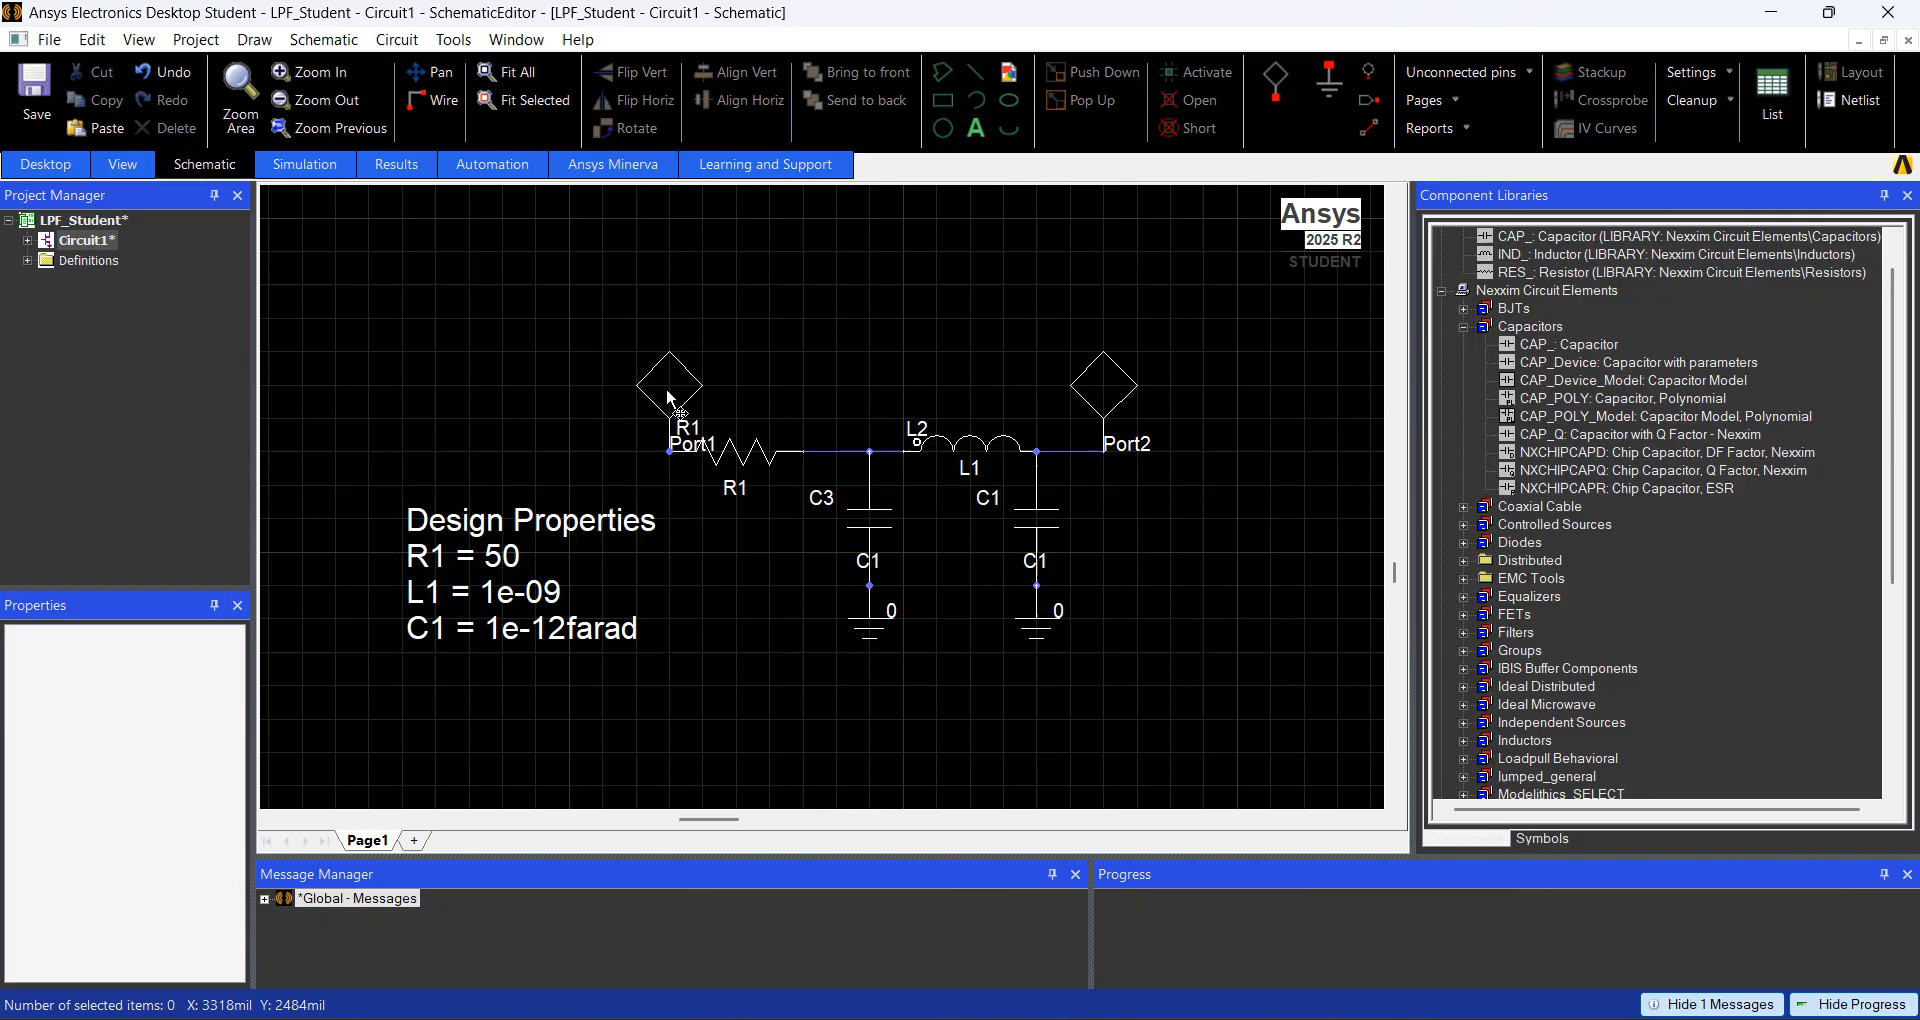 Ansys Electronics Desktop Student - LPF_Student - Circuit1 - SchematicEditor - [LPF_Student - Circuit1 - Schematic]
File Edit View Project Draw Schematic Circuit Tools Window Help
Save
Cut
Copy
Paste
Undo
Redo
Delete
Zoom Area
Zoom In
Zoom Out
Zoom Previous
Pan
Wire
Fit All
Fit Selected
Flip Vert
Flip Horiz
Rotate
Align Vert
Align Horiz
Bring to front
Send to back
A
Push Down
Pop Up
Activate
Open
Short
Unconnected pins
Pages
Reports
Stackup
Crossprobe
IV Curves
Settings
Cleanup
List
Layout
Netlist
Desktop View Schematic Simulation Results Automation Ansys Minerva Learning and Support
Project Manager
LPF_Student*
Circuit1*
Definitions
Properties
Ansys
2025 R2
STUDENT
R1
Port1
R1
L2
L1
Port2
C3
C1
C1
C1
0
0
Design Properties
R1 = 50
L1 = 1e-09
C1 = 1e-12farad
Page1 +
Component Libraries
CAP_: Capacitor (LIBRARY: Nexxim Circuit Elements\Capacitors)
IND_: Inductor (LIBRARY: Nexxim Circuit Elements\Inductors)
RES_: Resistor (LIBRARY: Nexxim Circuit Elements\Resistors)
Nexxim Circuit Elements
BJTs
Capacitors
CAP_: Capacitor
CAP_Device: Capacitor with parameters
CAP_Device_Model: Capacitor Model
CAP_POLY: Capacitor, Polynomial
CAP_POLY_Model: Capacitor Model, Polynomial
CAP_Q: Capacitor with Q Factor - Nexxim
NXCHIPCAPD: Chip Capacitor, DF Factor, Nexxim
NXCHIPCAPQ: Chip Capacitor, Q Factor, Nexxim
NXCHIPCAPR: Chip Capacitor, ESR
Coaxial Cable
Controlled Sources
Diodes
Distributed
EMC Tools
Equalizers
FETs
Filters
Groups
IBIS Buffer Components
Ideal Distributed
Ideal Microwave
Independent Sources
Inductors
Loadpull Behavioral
lumped_general
Modelithics_SELECT
Symbols
Message Manager
*Global - Messages
Progress
Number of selected items: 0 X: 3318mil Y: 2484mil
Hide 1 Messages
Hide Progress